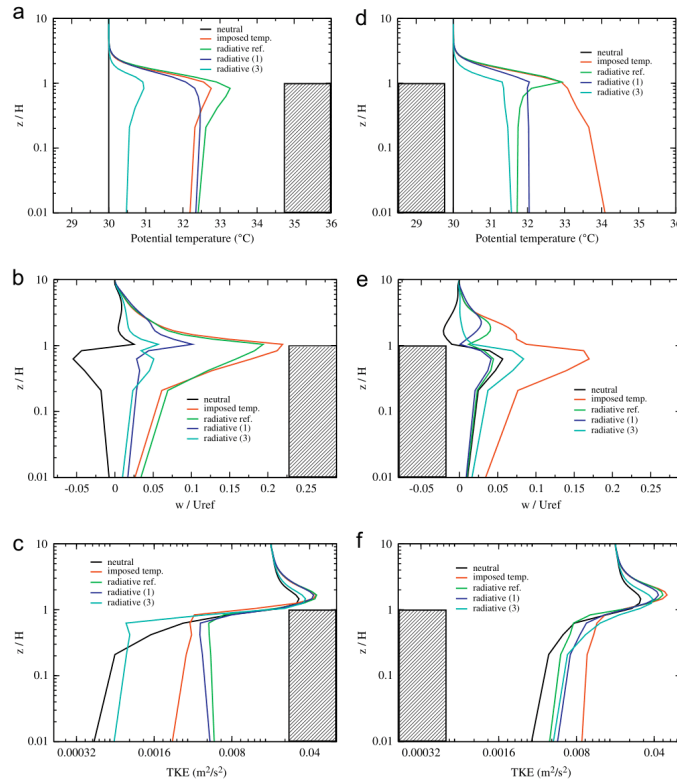 a
neutral
imposed temp.
radiative ref.
radiative (1)
radiative (3)
10
1
0.1
0.01
z / H
29 30 31 32 33 34 35 36
Potential temperature (°C)
d
neutral
imposed temp.
radiative ref.
radiative (1)
radiative (3)
10
1
0.1
0.01
z / H
29 30 31 32 33 34 35 36
Potential temperature (°C)
b
10
1
0.1
0.01
z / H
neutral
imposed temp.
radiative ref.
radiative (1)
radiative (3)
-0.05 0 0.05 0.1 0.15 0.2 0.25
w / Uref
e
10
1
0.1
0.01
z / H
neutral
imposed temp.
radiative ref.
radiative (1)
radiative (3)
-0.05 0 0.05 0.1 0.15 0.2 0.25
w / Uref
c
neutral
imposed temp.
radiative ref.
radiative (1)
radiative (3)
10
1
0.1
0.01
z / H
0.00032 0.0016 0.008 0.04
TKE (m²/s²)
f
neutral
imposed temp.
radiative ref.
radiative (1)
radiative (3)
10
1
0.1
0.01
z / H
0.00032 0.0016 0.008 0.04
TKE (m²/s²)